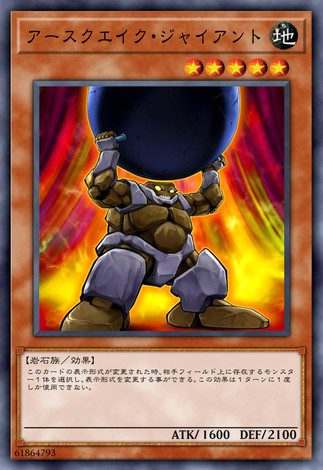 アースクエイク・ジャイアント 地
【岩石族／効果】
このカードの表示形式が変更された時、相手フィールド上に存在するモンスタ
ー１体を選択し、表示形式を変更する事ができる。この効果は１ターンに１度
しか使用できない。
ATK/ 1600 DEF/2100
61864793